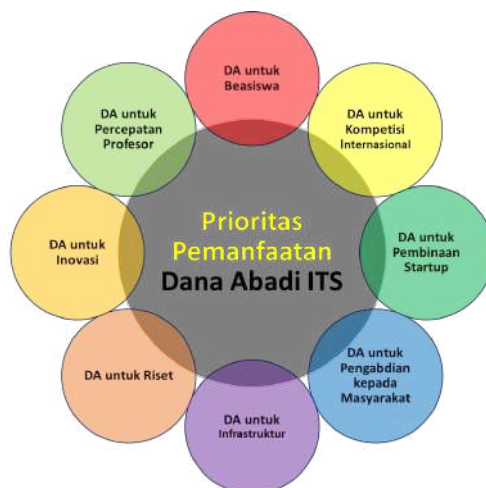 DA untuk
Beasiswa
DA untuk
Kompetisi
Internasional
DA untuk
Pembinaan
Startup
DA untuk
Pengabdian
kepada
Masyarakat
DA untuk
Infrastruktur
DA untuk Riset
DA untuk
Inovasi
DA untuk
Percepatan
Profesor
Prioritas
Pemanfaatan
Dana Abadi ITS